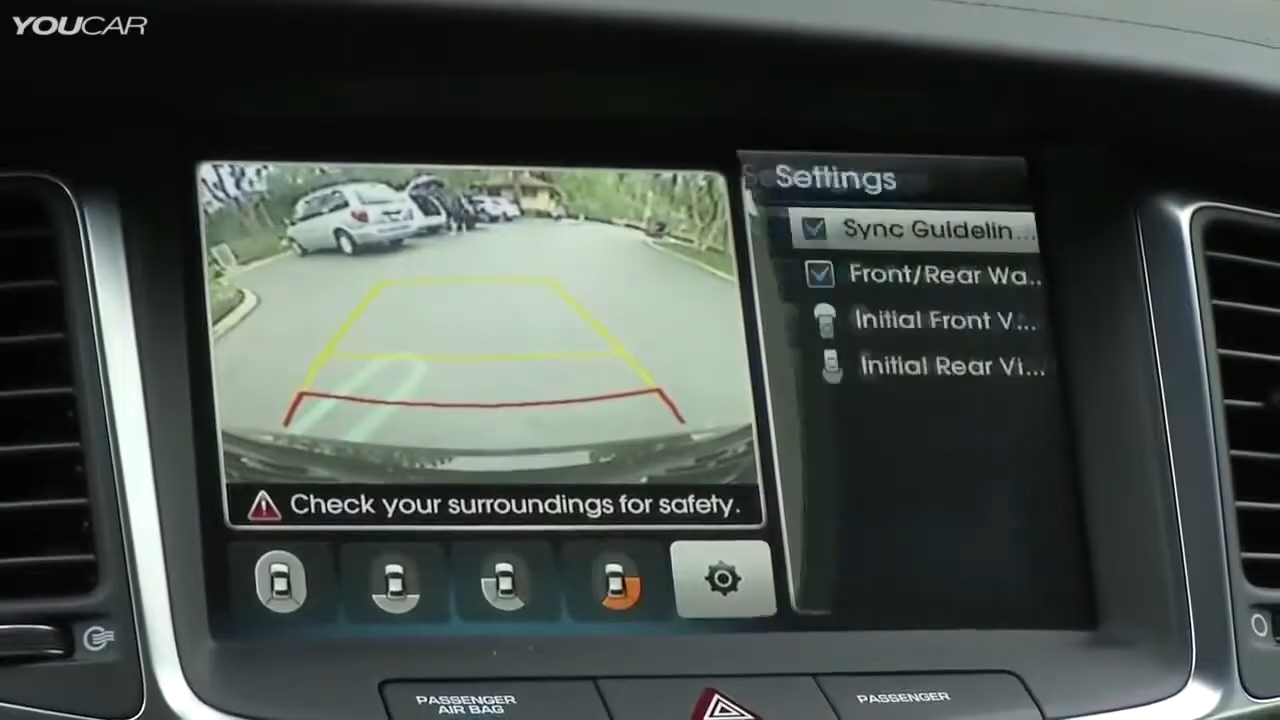 YOUCAR
Settings
Sync Guidelin...
Front/Rear Wa..
Initial Front V...
Initial Rear Vi...
Check your surroundings for safety.
PASSENGER
AIR BAG
PASSENGER